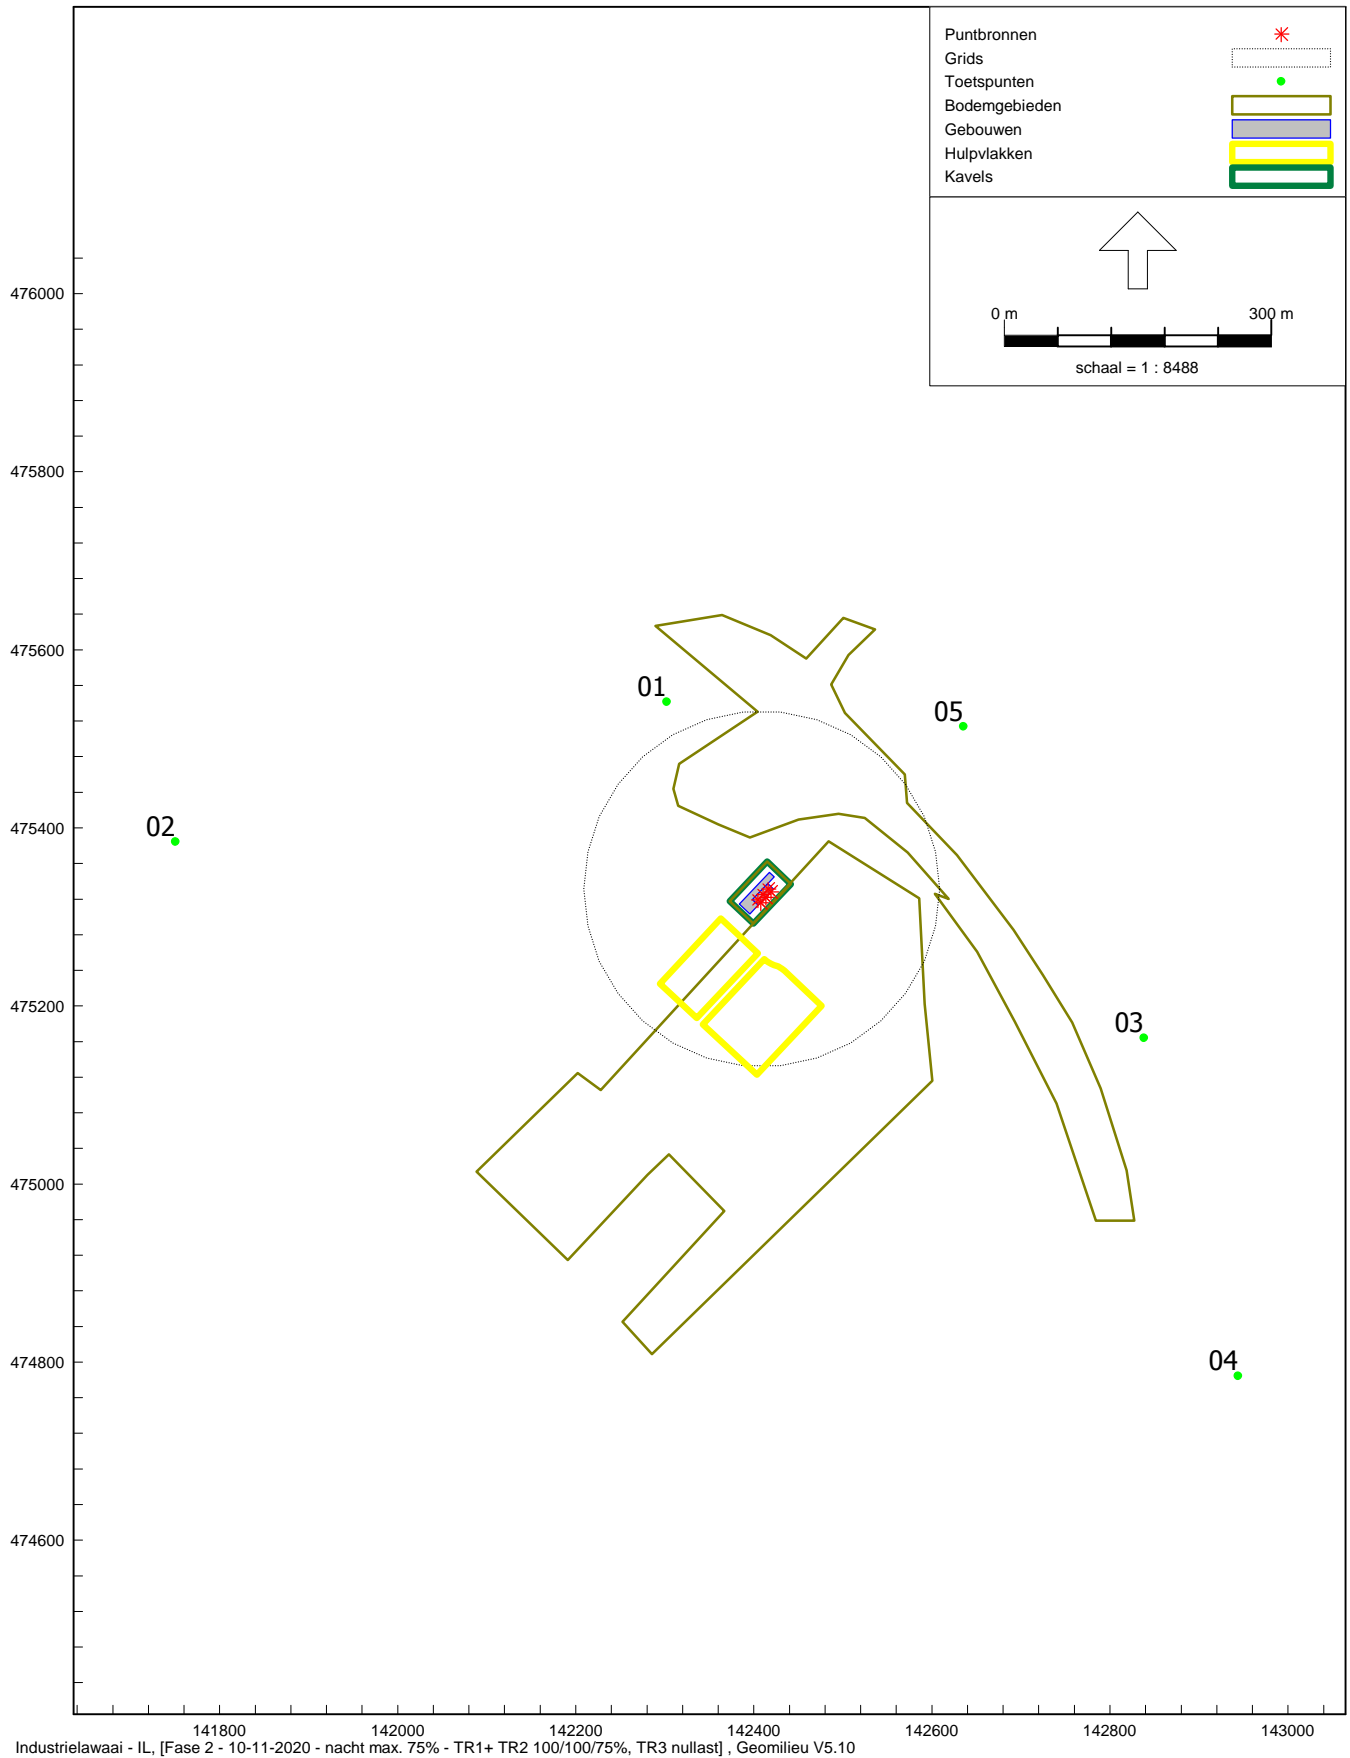 Puntbronnen
Grids
Toetspunten
Bodemgebieden
Gebouwen
Hulpvlakken
Kavels
0 m 300 m
schaal = 1 : 8488
476000
475800
475600
475400
475200
475000
474800
474600
01
05
02
03
04
141800 142000 142200 142400 142600 142800 143000
Industrielawaai - IL, [Fase 2 - 10-11-2020 - nacht max. 75% - TR1+ TR2 100/100/75%, TR3 nullast] , Geomilieu V5.10